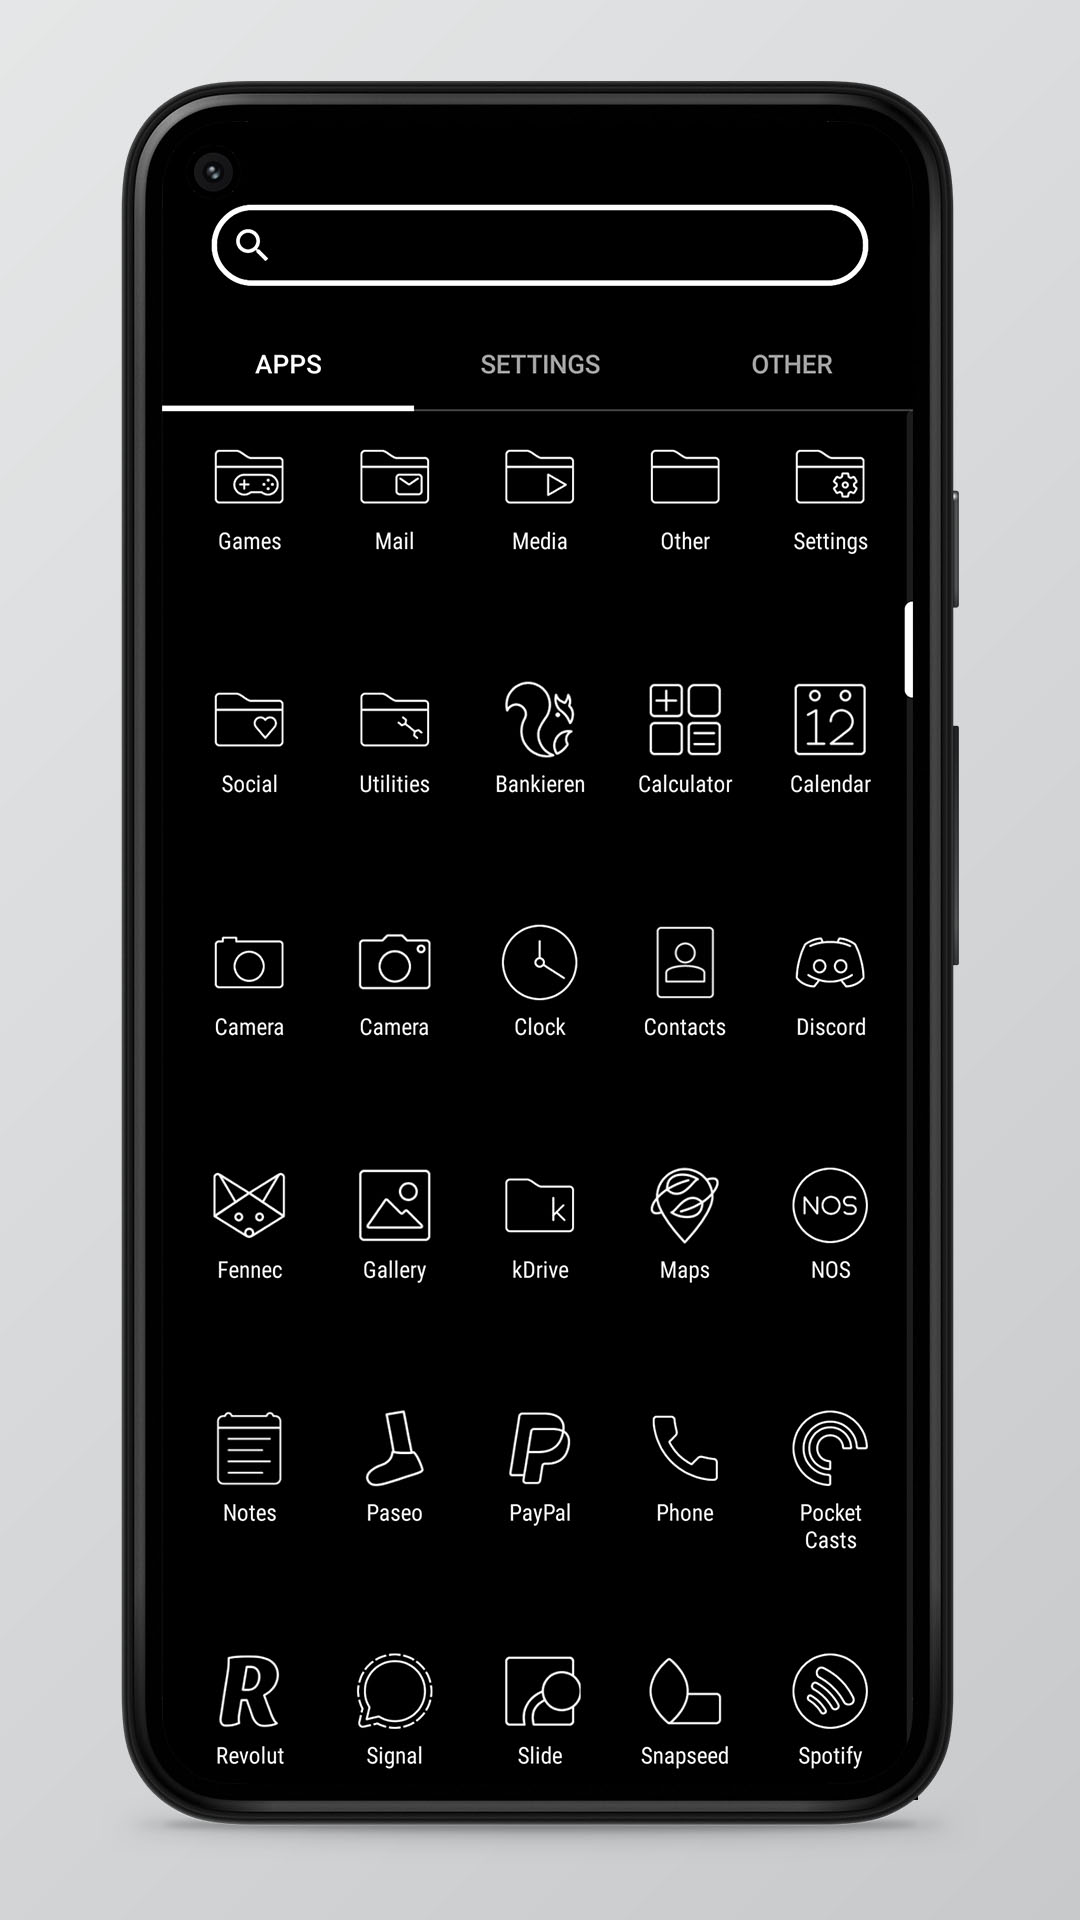 APPS SETTINGS OTHER
Games Mail Media Other Settings
12
Social Utilities Bankieren Calculator Calendar
Camera Camera Clock Contacts Discord
k NOS
Fennec Gallery kDrive Maps NOS
Notes Paseo PayPal Phone Pocket
Casts
R
Revolut Signal Slide Snapseed Spotify